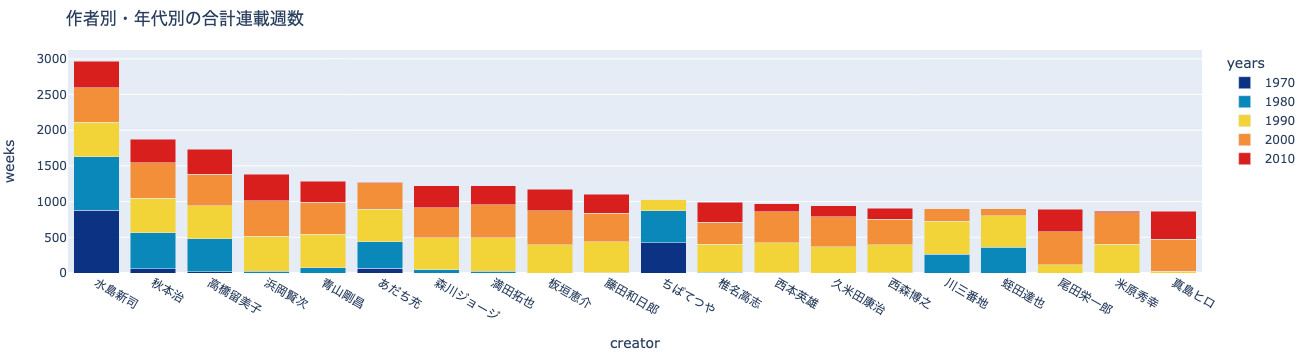 作者別・年代別の合計連載週数
3000
2500
2000
1500
1000
500
0
weeks
水島新司
秋本治
高橋留美子
浜岡賢次
青山剛昌
あだち充
森川ジョージ
満田拓也
板垣恵介
藤田和日郎
ちばてつや
椎名高志
西本英雄
久米田康治
西森博之
川三番地
蛭田達也
尾田栄一郎
米原秀幸
真島ヒロ
creator
years
1970
1980
1990
2000
2010